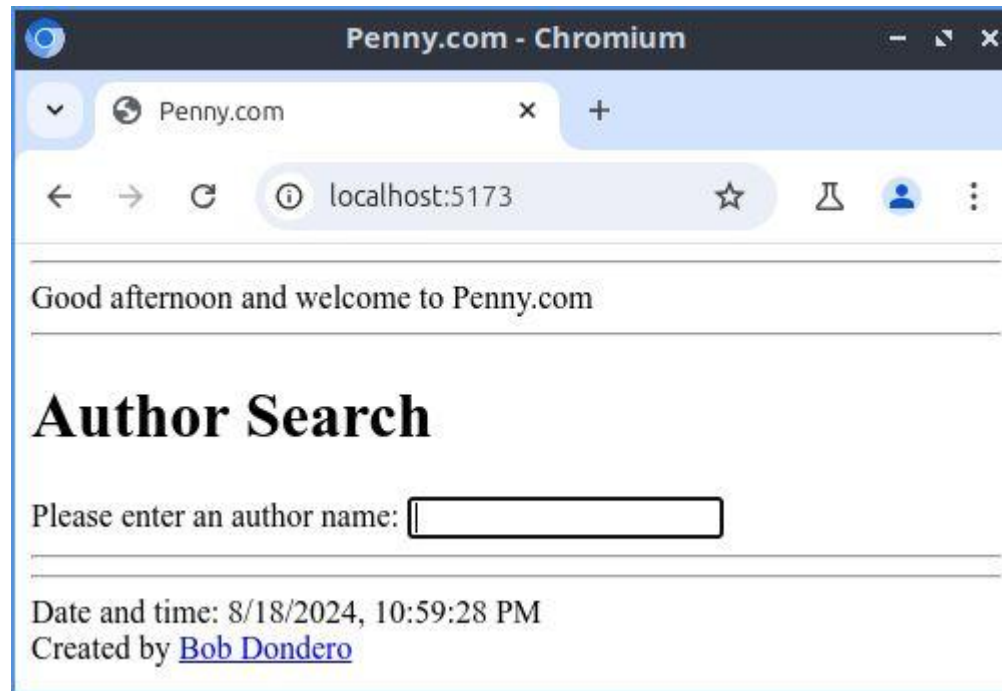 Penny.com - Chromium
Penny.com
localhost:5173
Good afternoon and welcome to Penny.com
Author Search
Please enter an author name:
Date and time: 8/18/2024, 10:59:28 PM
Created by Bob Dondero